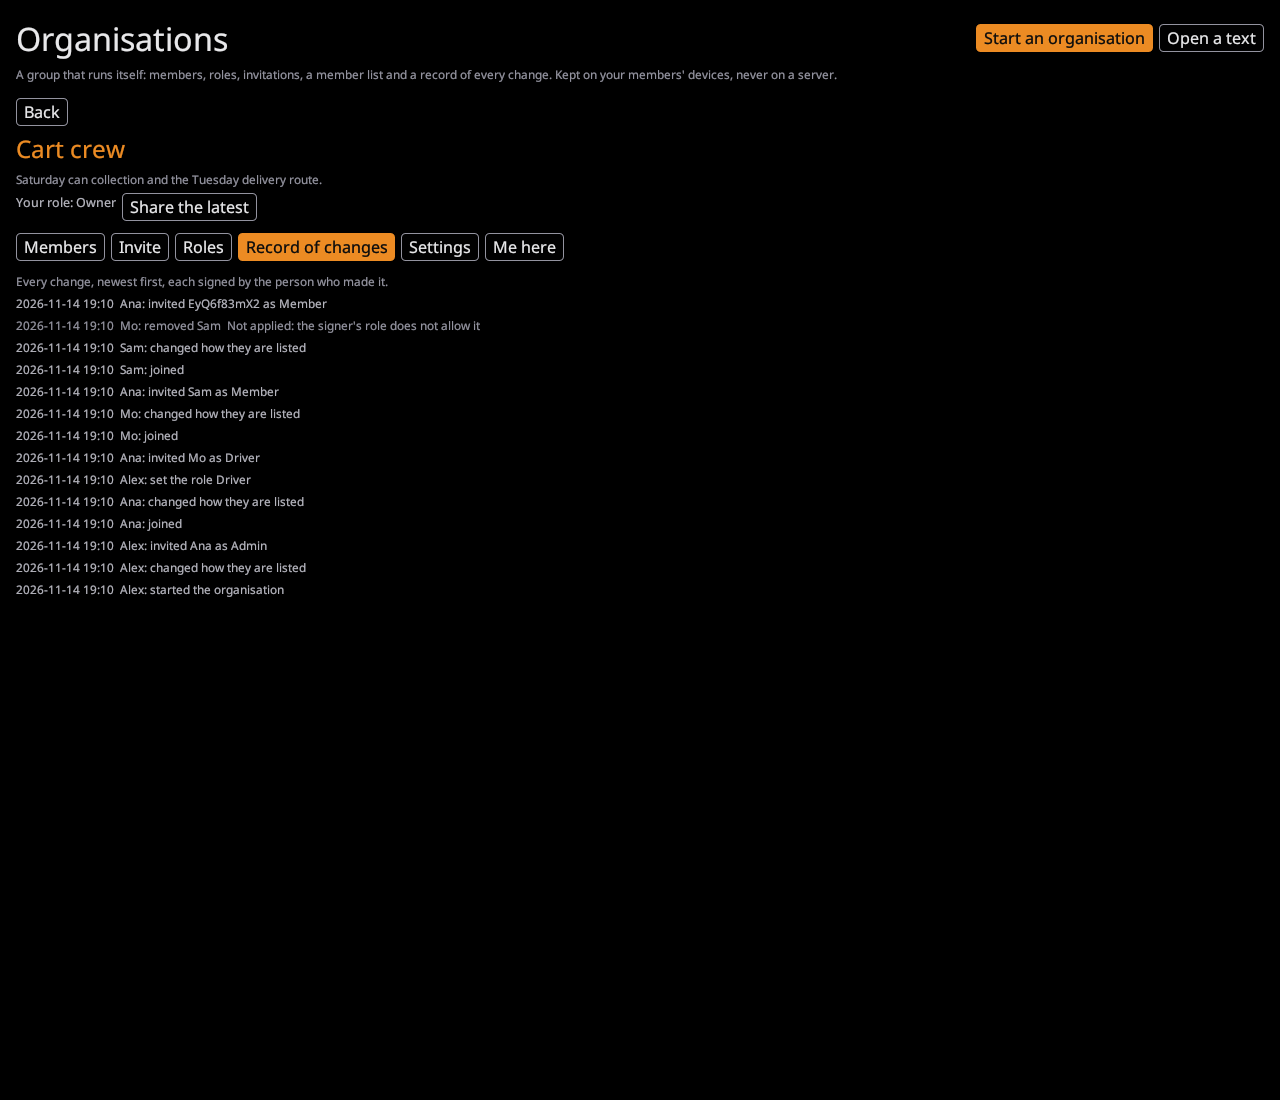 Organisations
Start an organisation
Open a text
A group that runs itself: members, roles, invitations, a member list and a record of every change. Kept on your members' devices, never on a server.
Back
Cart crew
Saturday can collection and the Tuesday delivery route.
Your role: Owner
Share the latest
Members
Invite
Roles
Record of changes
Settings
Me here
Every change, newest first, each signed by the person who made it.
2026-11-14 19:10 Ana: invited EyQ6f83mX2 as Member
2026-11-14 19:10 Mo: removed Sam Not applied: the signer's role does not allow it
2026-11-14 19:10 Sam: changed how they are listed
2026-11-14 19:10 Sam: joined
2026-11-14 19:10 Ana: invited Sam as Member
2026-11-14 19:10 Mo: changed how they are listed
2026-11-14 19:10 Mo: joined
2026-11-14 19:10 Ana: invited Mo as Driver
2026-11-14 19:10 Alex: set the role Driver
2026-11-14 19:10 Ana: changed how they are listed
2026-11-14 19:10 Ana: joined
2026-11-14 19:10 Alex: invited Ana as Admin
2026-11-14 19:10 Alex: changed how they are listed
2026-11-14 19:10 Alex: started the organisation